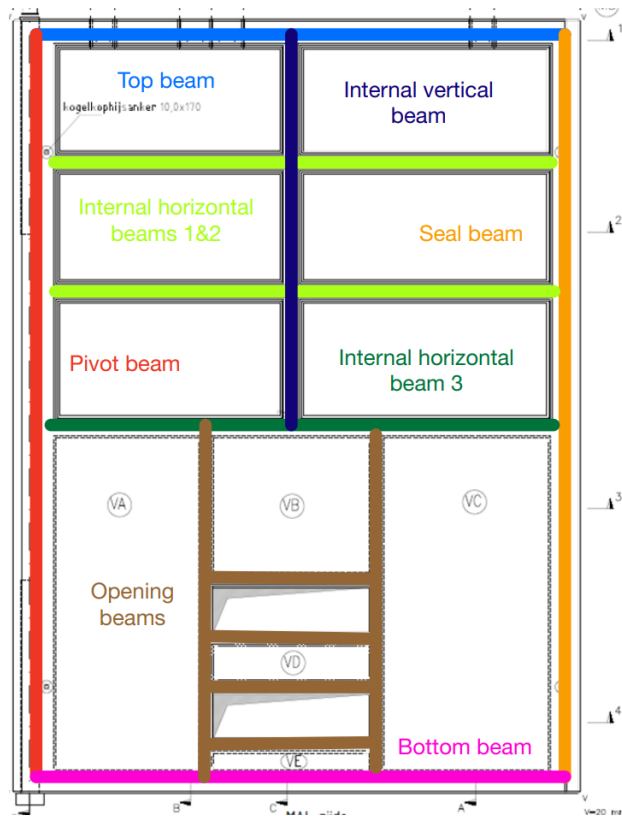 1
Top beam
Internal vertical
beam
kogelkophijsanker 10,0x170
Internal horizontal
beams 1&2
2
Seal beam
Pivot beam
Internal horizontal
beam 3
VA
VB
VC
3
Opening
beams
VD
4
Bottom beam
VE
B
C
A
V
V=20